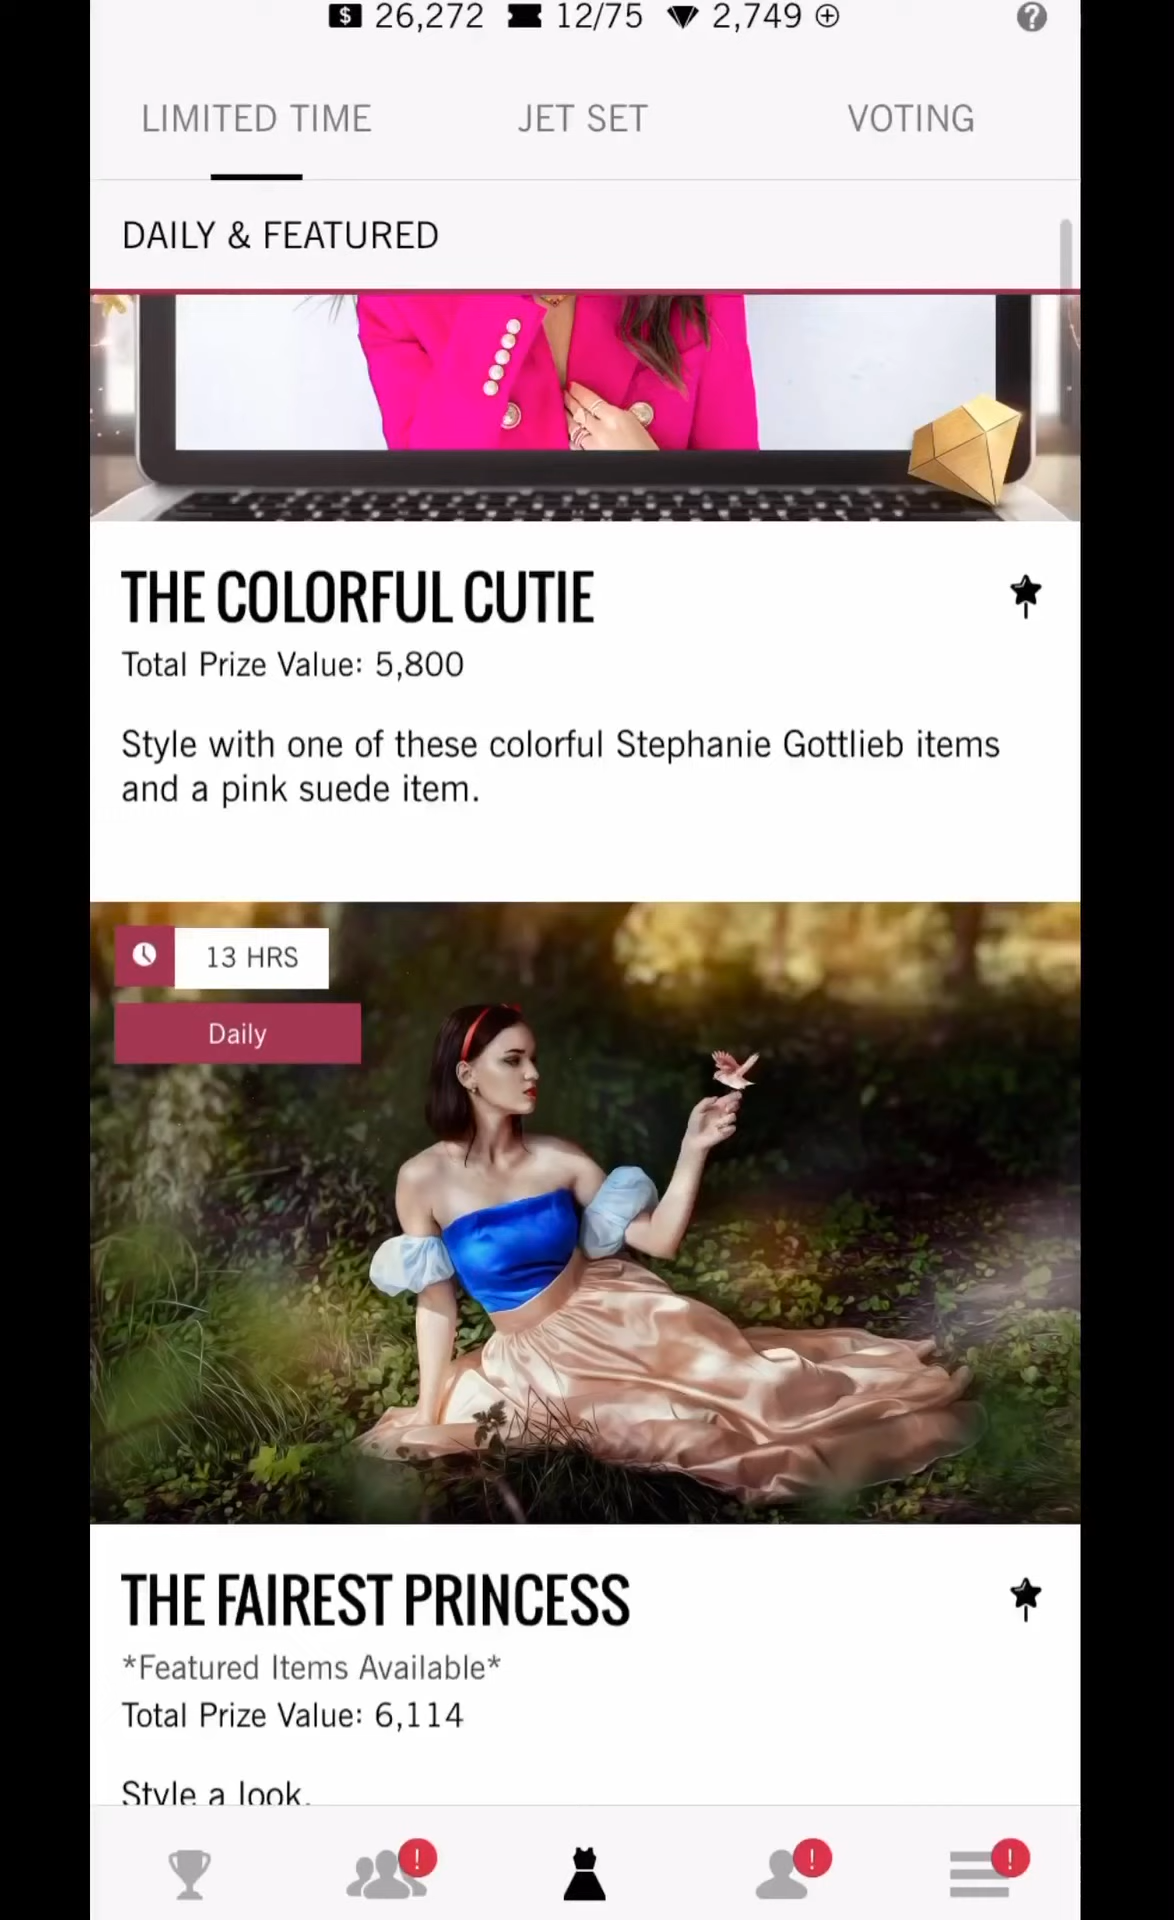 26,272 12/75 2,749
LIMITED TIME JET SET VOTING
DAILY & FEATURED
THE COLORFUL CUTIE
Total Prize Value: 5,800
Style with one of these colorful Stephanie Gottlieb items
and a pink suede item.
13 HRS
Daily
THE FAIREST PRINCESS
*Featured Items Available*
Total Prize Value: 6,114
Style a look.